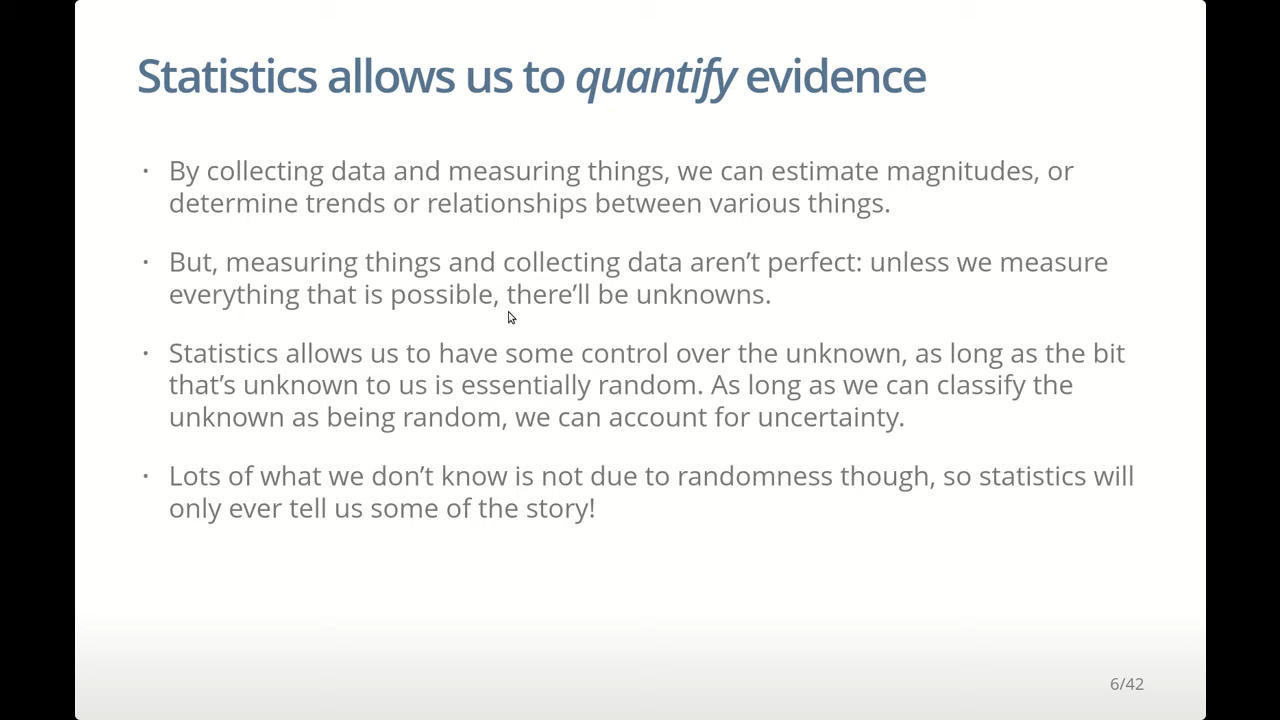 Statistics allows us to quantify evidence
· By collecting data and measuring things, we can estimate magnitudes, or
determine trends or relationships between various things.
· But, measuring things and collecting data aren’t perfect: unless we measure
everything that is possible, there’ll be unknowns.
· Statistics allows us to have some control over the unknown, as long as the bit
that’s unknown to us is essentially random. As long as we can classify the
unknown as being random, we can account for uncertainty.
· Lots of what we don’t know is not due to randomness though, so statistics will
only ever tell us some of the story!
6/42